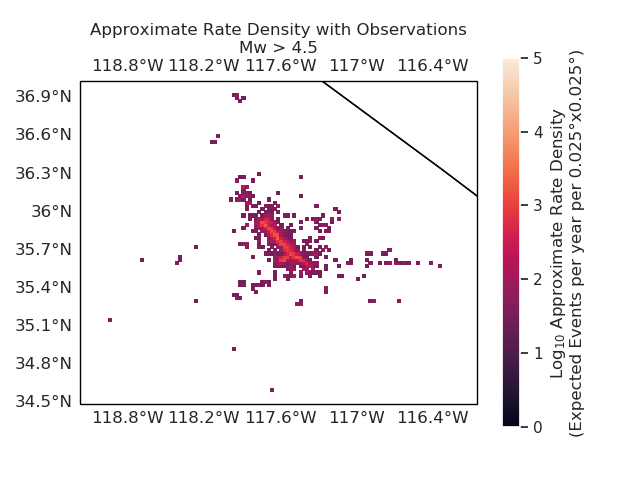 Approximate Rate Density with Observations
Mw > 4.5
118.8°W 118.2°W 117.6°W 117°W 116.4°W
36.9°N
36.6°N
36.3°N
36°N
35.7°N
35.4°N
35.1°N
34.8°N
34.5°N
118.8°W 118.2°W 117.6°W 117°W 116.4°W
5
4
3
2
1
0
Log₁₀ Approximate Rate Density
(Expected Events per year per 0.025°x0.025°)